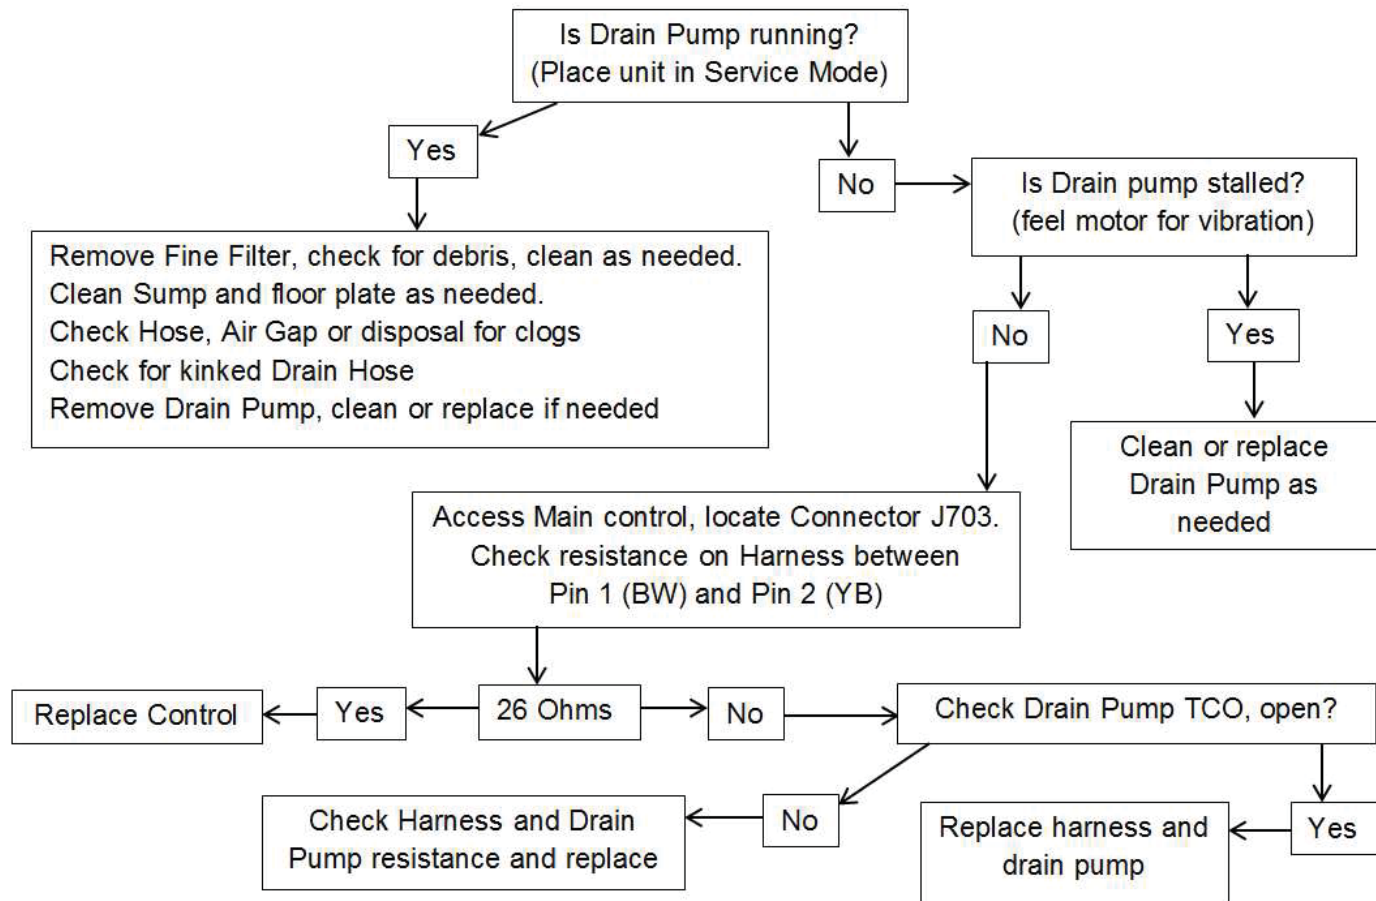 Is Drain Pump running?
(Place unit in Service Mode)
Yes
No
Is Drain pump stalled?
(feel motor for vibration)
Remove Fine Filter, check for debris, clean as needed.
Clean Sump and floor plate as needed.
Check Hose, Air Gap or disposal for clogs
Check for kinked Drain Hose
Remove Drain Pump, clean or replace if needed
No
Yes
Clean or replace
Drain Pump as
needed
Access Main control, locate Connector J703.
Check resistance on Harness between
Pin 1 (BW) and Pin 2 (YB)
Replace Control
Yes
26 Ohms
No
Check Drain Pump TCO, open?
Check Harness and Drain
Pump resistance and replace
No
Replace harness and
drain pump
Yes